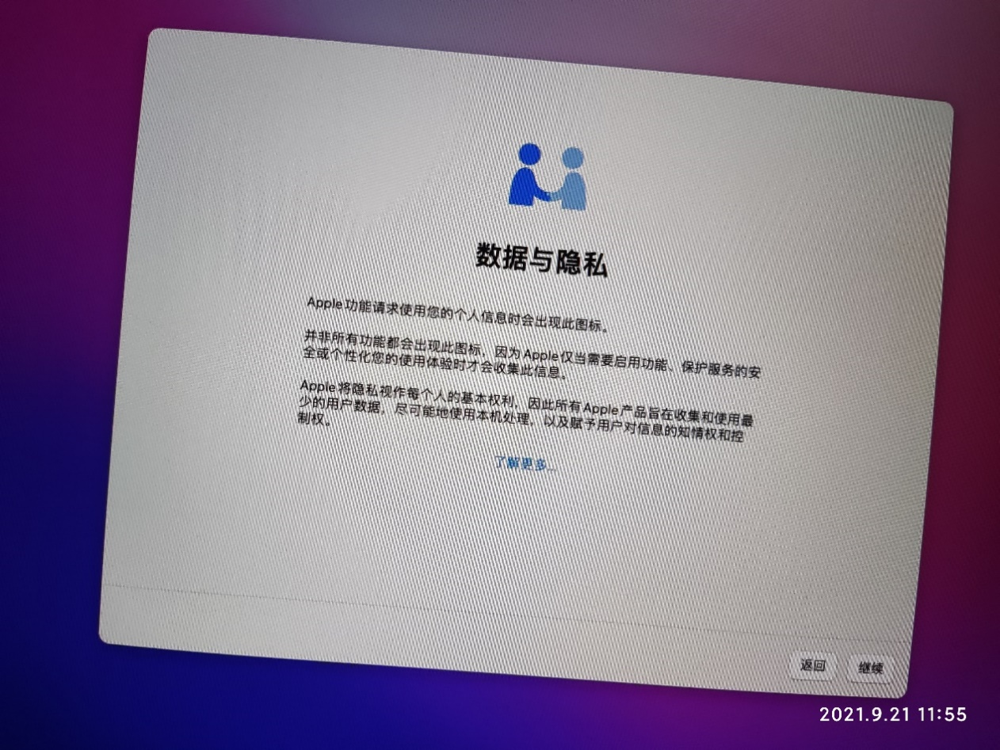 数据与隐私
Apple功能请求使用您的个人信息时会出现此图标。
并非所有功能都会出现此图标，因为Apple仅当需要启用功能、保护服务的安
全或个性化您的使用体验时才会收集此信息。
Apple将隐私视作每个人的基本权利，因此所有Apple产品旨在收集和使用最
少的用户数据，尽可能地使用本机处理，以及赋予用户对信息的知情权和控
制权。
了解更多...
返回 继续
2021.9.21 11:55